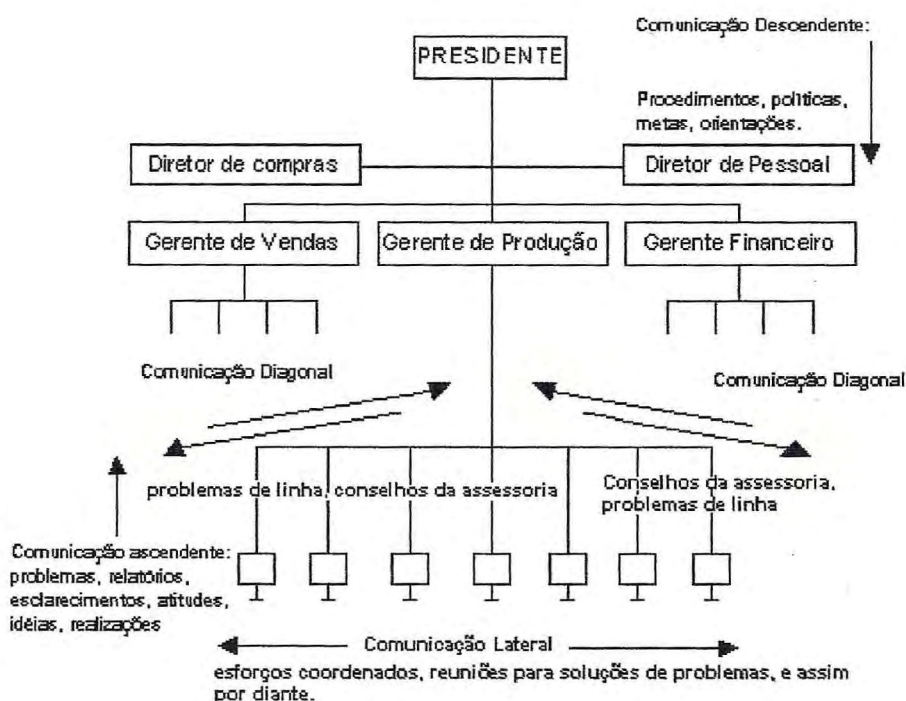 Comunicação Descendente:
PRESIDENTE
Procedimentos, políticas,
metas, orientações.
Diretor de compras
Diretor de Pessoal
Gerente de Vendas
Gerente de Produção
Gerente Financeiro
Comunicação Diagonal
Comunicação Diagonal
problemas de linha, conselhos da assessoria
Conselhos da assessoria,
problemas de linha
Comunicação ascendente:
problemas, relatórios,
esclarecimentos, atitudes,
idéias, realizações
Comunicação Lateral
esforços coordenados, reuniões para soluções de problemas, e assim
por diante.